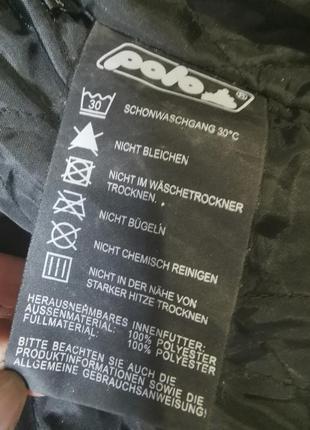 polo ®
30 SCHONWASCHGANG 30°C
NICHT BLEICHEN
NICHT IM WÄSCHETROCKNER
TROCKNEN.
NICHT BÜGELN
NICHT CHEMISCH REINIGEN
NICHT IN DER NÄHE VON
STARKER HITZE TROCKNEN
HERAUSNEHMBARES INNENFUTTER:
AUSSENMATERIAL: 100% POLYESTER
FÜLLMATERIAL: 100% POLYESTER
BITTE BEACHTEN SIE AUCH DIE
PRODUKTINFORMATIONEN SOWIE DIE
ALLGEMEINE GEBRAUCHSANWEISUNG!